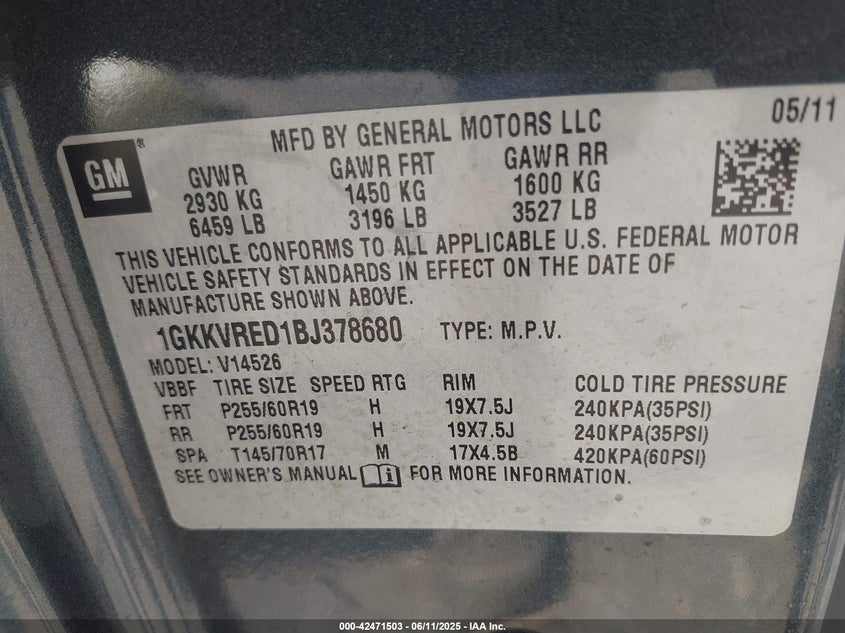 GM®
MFD BY GENERAL MOTORS LLC
05/11
GVWR GAWR FRT GAWR RR
2930 KG 1450 KG 1600 KG
6459 LB 3196 LB 3527 LB
THIS VEHICLE CONFORMS TO ALL APPLICABLE U.S. FEDERAL MOTOR
VEHICLE SAFETY STANDARDS IN EFFECT ON THE DATE OF
MANUFACTURE SHOWN ABOVE.
1GKKVRED1BJ378680 TYPE: M.P.V.
MODEL: V14526
VBBF TIRE SIZE SPEED RTG RIM COLD TIRE PRESSURE
FRT P255/60R19 H 19X7.5J 240KPA(35PSI)
RR P255/60R19 H 19X7.5J 240KPA(35PSI)
SPA T145/70R17 M 17X4.5B 420KPA(60PSI)
SEE OWNER'S MANUAL i FOR MORE INFORMATION.
000-42471503 - 06/11/2025 - IAA Inc.